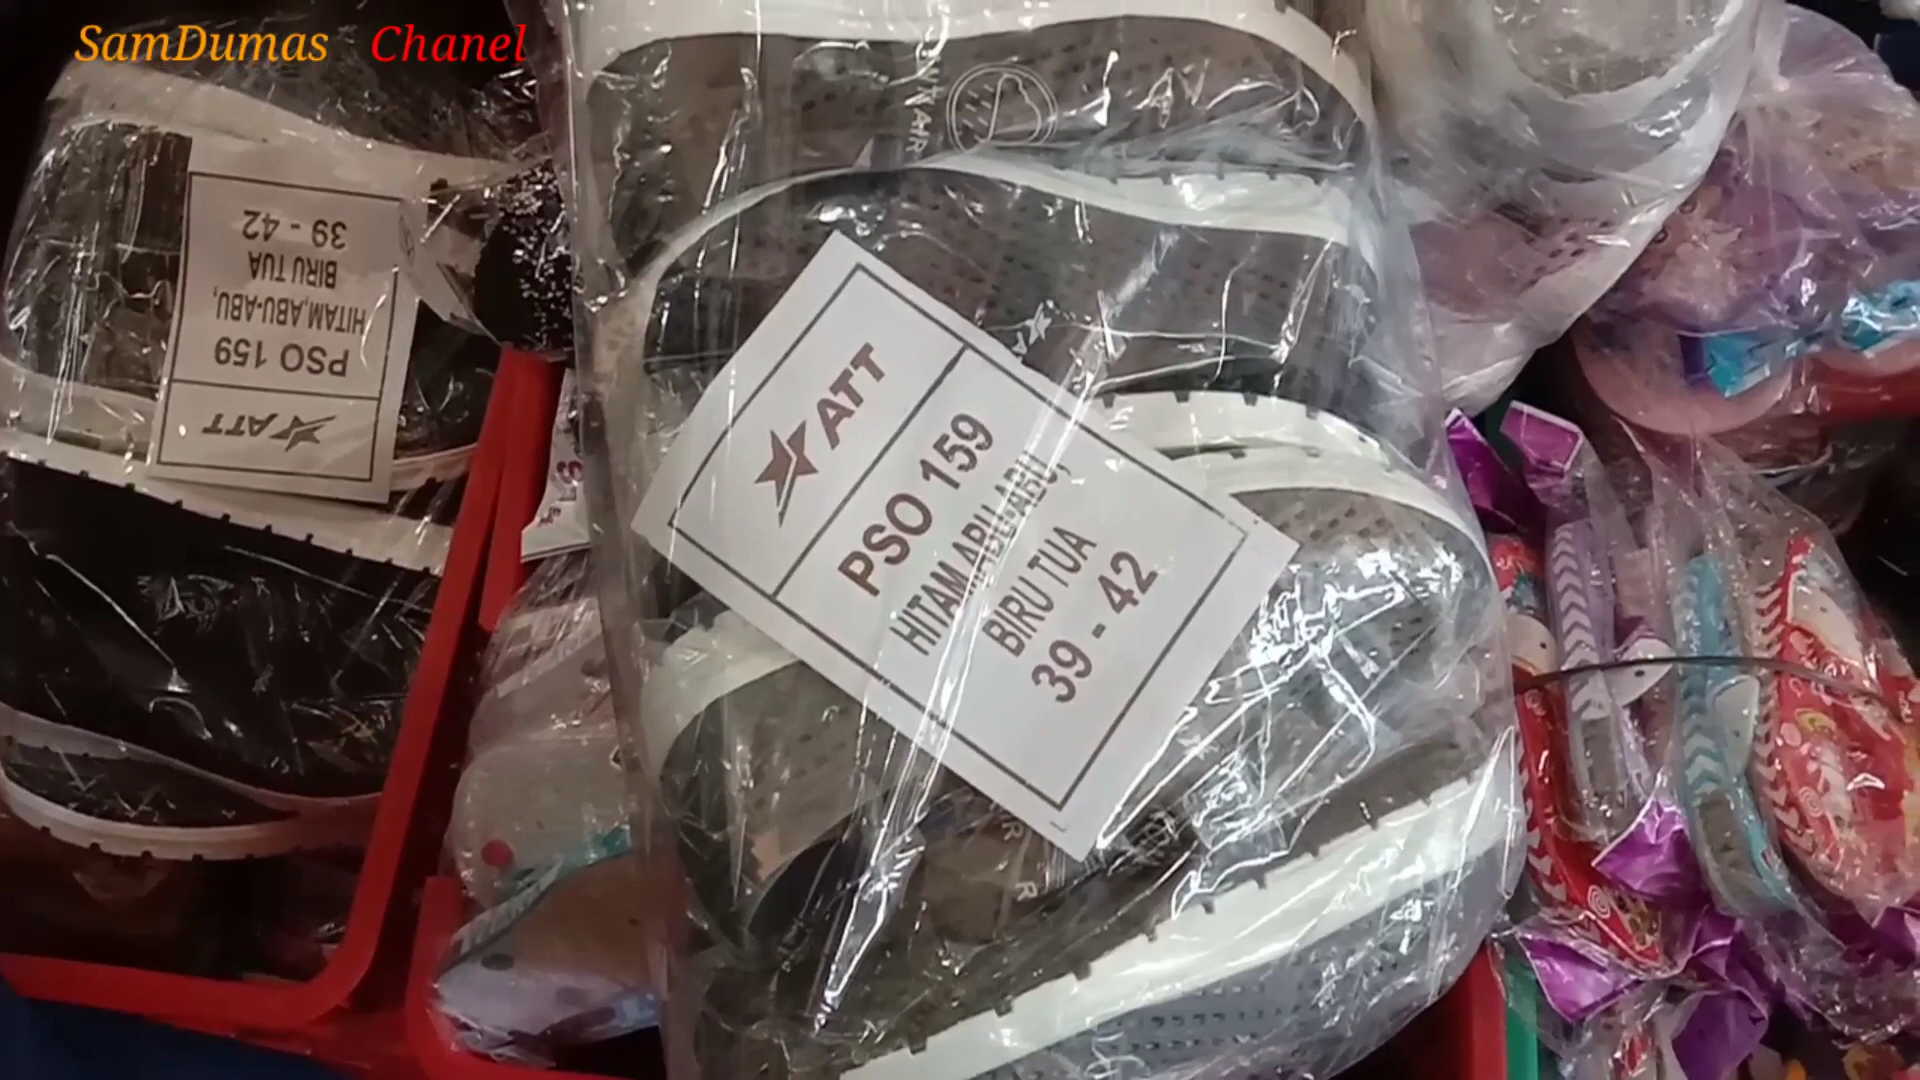 SamDumas Chanel
ATT
PSO 159
HITAM,ABU-ABU,
BIRU TUA
39 - 42
ATT
PSO 159
HITAM,ABU-ABU,
BIRU TUA
39 - 42